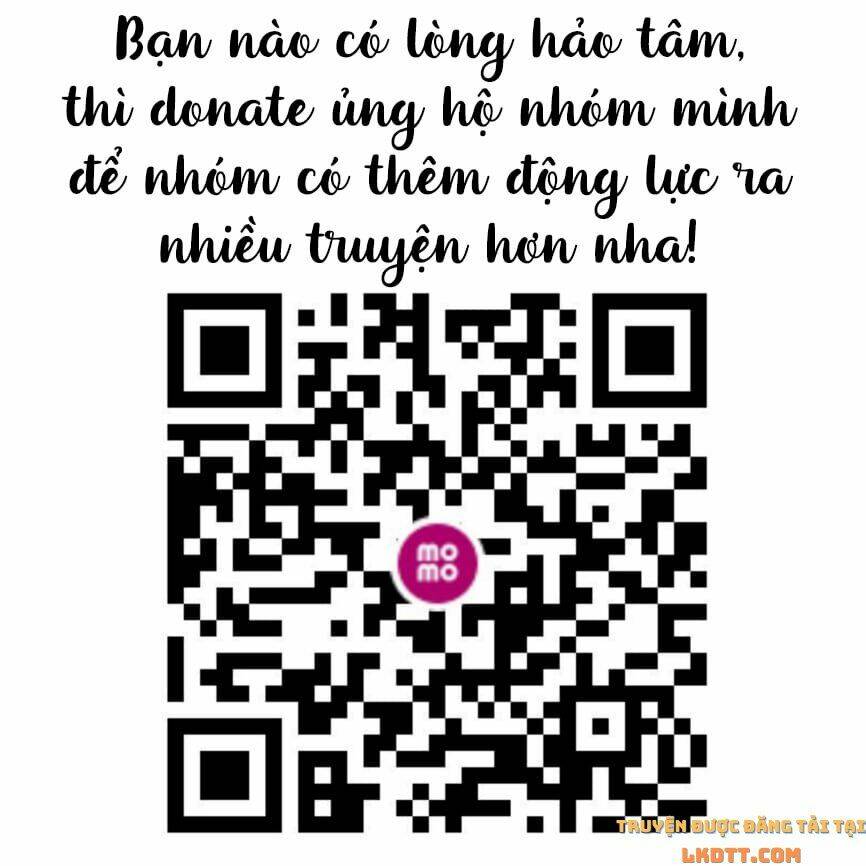 Bạn nào có lòng hảo tâm,
thì donate ủng hộ nhóm mình
để nhóm có thêm động lực ra
nhiều truyện hơn nha!
mo
mo
TRUYỆN ĐƯỢC ĐĂNG TẢI TẠI
LKDTT.COM